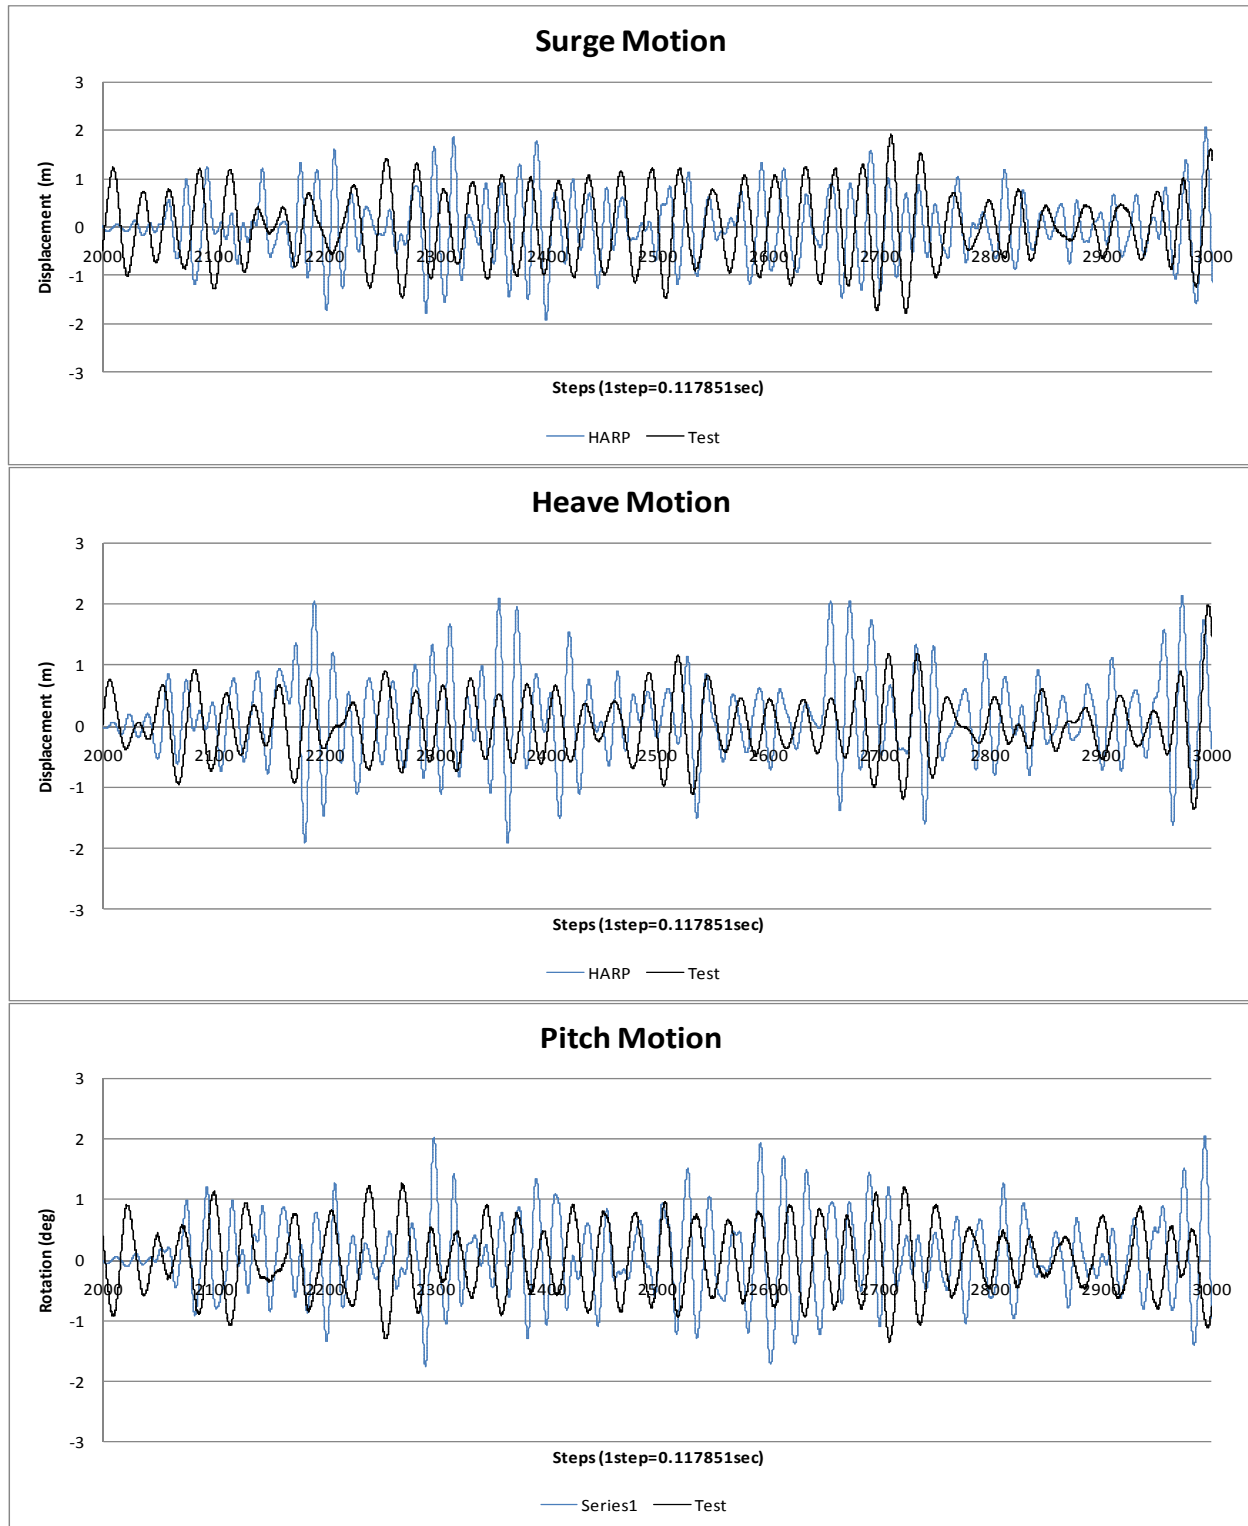 Surge Motion
3
2
1
0
-1
-2
-3
Displacement (m)
2000 2100 2200 2300 2400 2500 2600 2700 2800 2900 3000
Steps (1step=0.117851sec)
HARP Test
Heave Motion
3
2
1
0
-1
-2
-3
Displacement (m)
2000 2100 2200 2300 2400 2500 2600 2700 2800 2900 3000
Steps (1step=0.117851sec)
HARP Test
Pitch Motion
3
2
1
0
-1
-2
-3
Rotation (deg)
2000 2100 2200 2300 2400 2500 2600 2700 2800 2900 3000
Steps (1step=0.117851sec)
Series1 Test